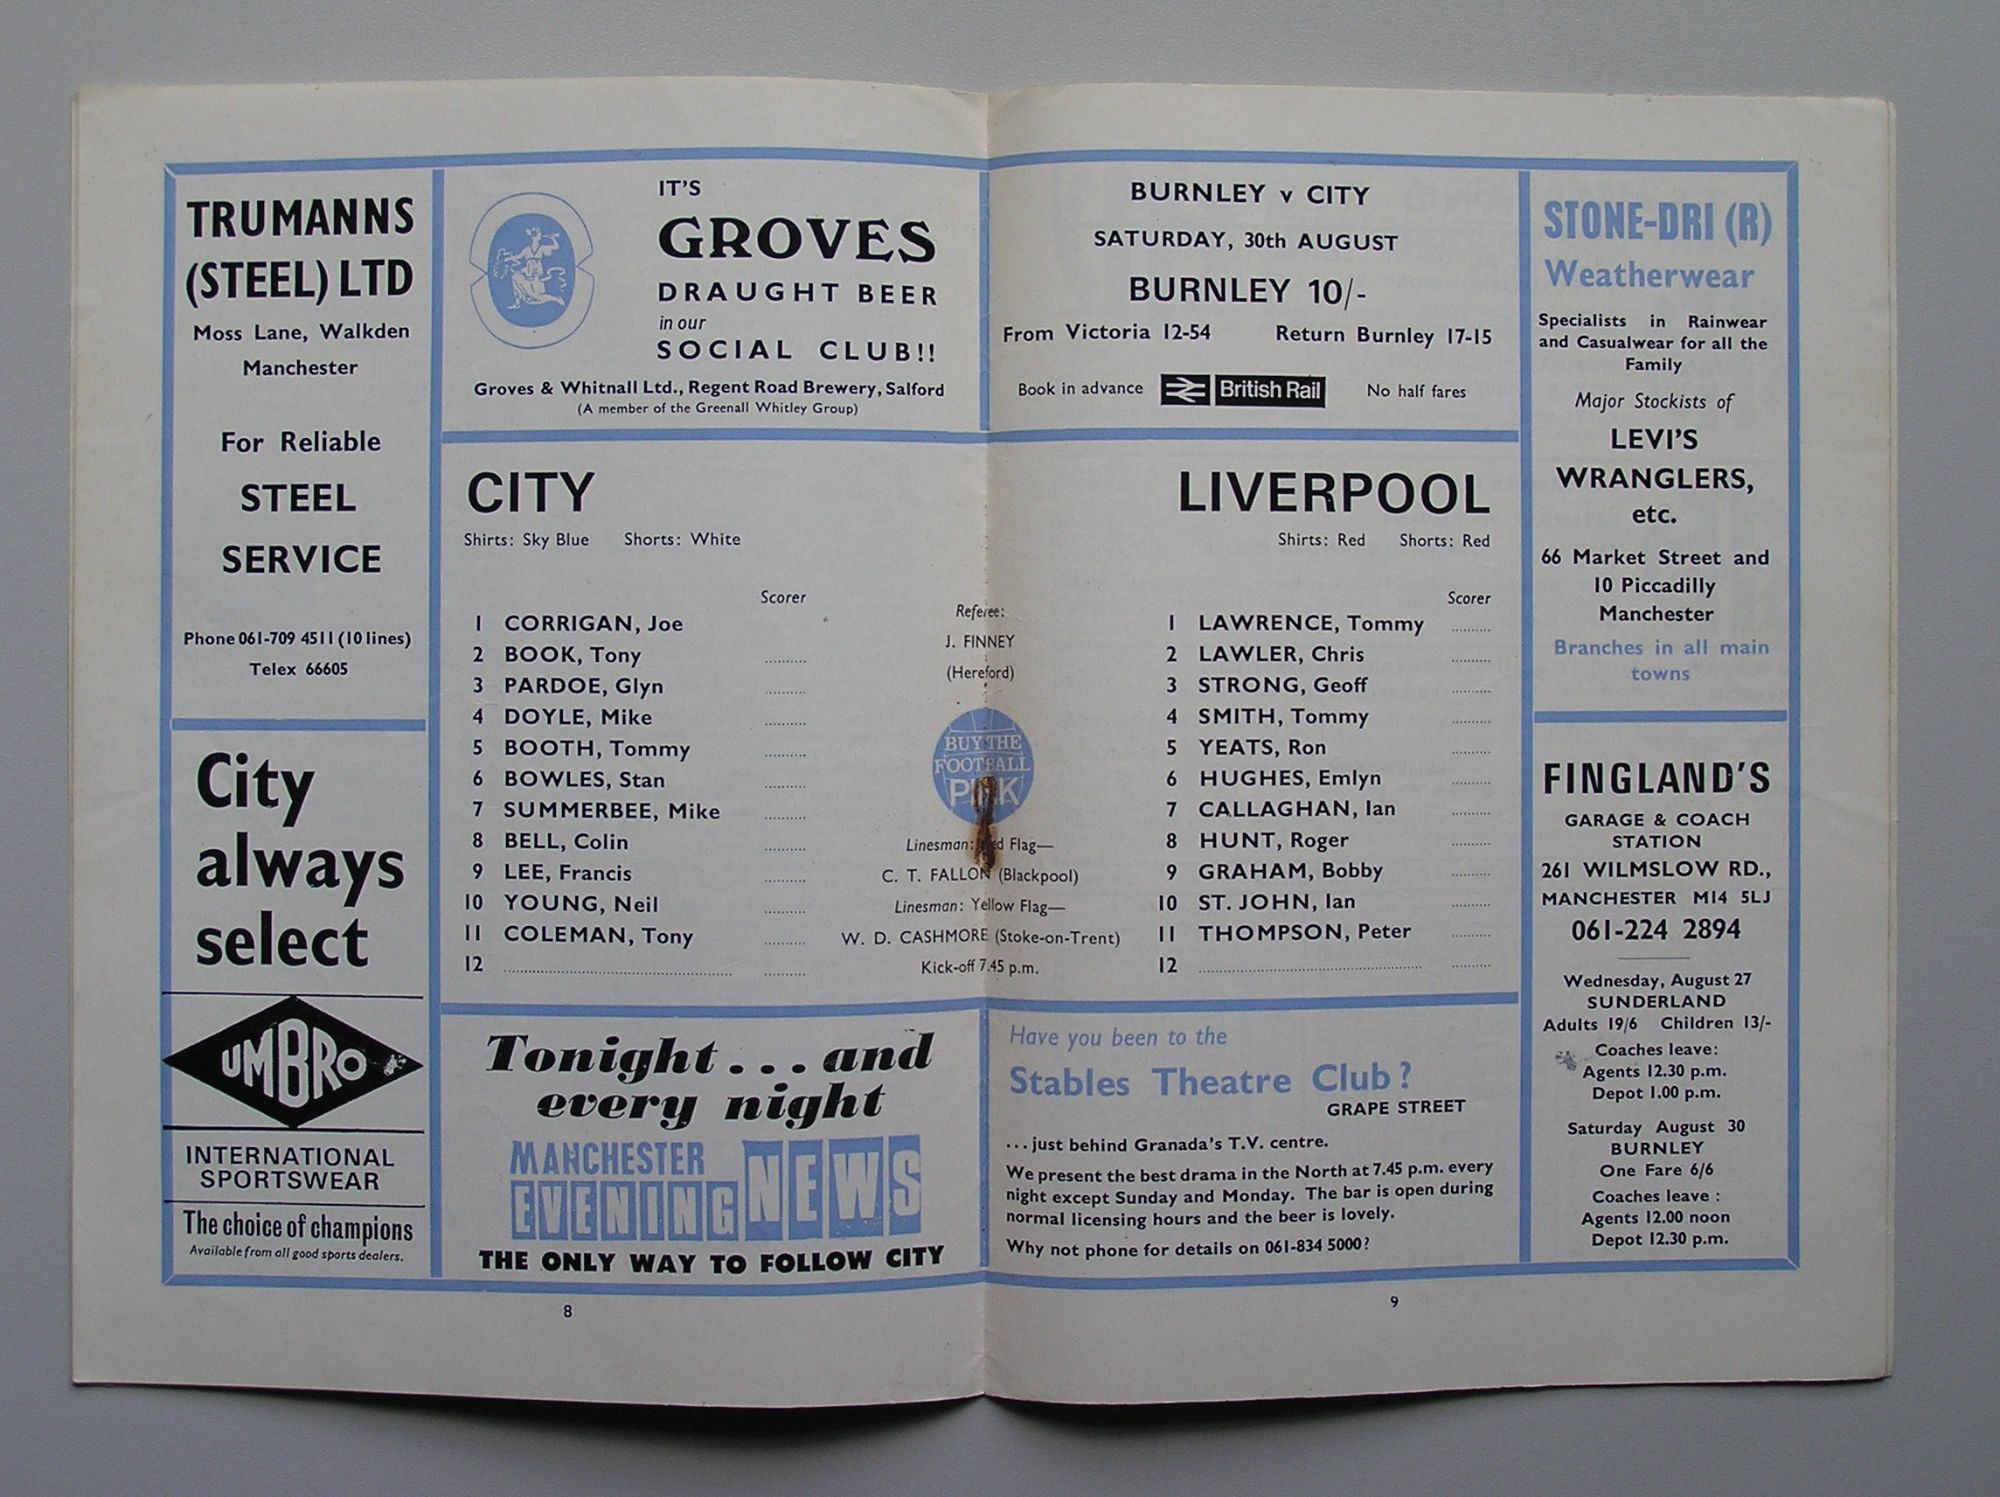 TRUMANNS
(STEEL) LTD
Moss Lane, Walkden
Manchester
For Reliable
STEEL
SERVICE
Phone 061-709 4511 (10 lines)
Telex 66605
City
always
select
UMBRO
INTERNATIONAL
SPORTSWEAR
The choice of champions
Available from all good sports dealers.
IT'S
GROVES
DRAUGHT BEER
in our
SOCIAL CLUB!!
Groves & Whitnall Ltd., Regent Road Brewery, Salford
(A member of the Greenall Whitley Group)
BURNLEY v CITY
SATURDAY, 30th AUGUST
BURNLEY 10/-
From Victoria 12-54 Return Burnley 17-15
Book in advance British Rail No half fares
CITY
Shirts: Sky Blue Shorts: White
Scorer
1 CORRIGAN, Joe
2 BOOK, Tony ..........
3 PARDOE, Glyn ..........
4 DOYLE, Mike ..........
5 BOOTH, Tommy ..........
6 BOWLES, Stan ..........
7 SUMMERBEE, Mike ..........
8 BELL, Colin ..........
9 LEE, Francis ..........
10 YOUNG, Neil ..........
11 COLEMAN, Tony ..........
12 .......... ..........
Referee:
J. FINNEY
(Hereford)
BUY THE
FOOTBALL
PINK
Linesman: Red Flag—
C. T. FALLON (Blackpool)
Linesman: Yellow Flag—
W. D. CASHMORE (Stoke-on-Trent)
Kick-off 7.45 p.m.
LIVERPOOL
Shirts: Red Shorts: Red
Scorer
1 LAWRENCE, Tommy ..........
2 LAWLER, Chris ..........
3 STRONG, Geoff ..........
4 SMITH, Tommy ..........
5 YEATS, Ron ..........
6 HUGHES, Emlyn ..........
7 CALLAGHAN, Ian ..........
8 HUNT, Roger ..........
9 GRAHAM, Bobby ..........
10 ST. JOHN, Ian ..........
11 THOMPSON, Peter ..........
12 .......... ..........
Tonight... and
every night
MANCHESTER
EVENING NEWS
THE ONLY WAY TO FOLLOW CITY
Have you been to the
Stables Theatre Club?
GRAPE STREET
...just behind Granada's T.V. centre.
We present the best drama in the North at 7.45 p.m. every
night except Sunday and Monday. The bar is open during
normal licensing hours and the beer is lovely.
Why not phone for details on 061-834 5000?
STONE-DRI (R)
Weatherwear
Specialists in Rainwear
and Casualwear for all the
Family
Major Stockists of
LEVI'S
WRANGLERS,
etc.
66 Market Street and
10 Piccadilly
Manchester
Branches in all main
towns
FINGLAND'S
GARAGE & COACH
STATION
261 WILMSLOW RD.,
MANCHESTER M14 5LJ
061-224 2894
Wednesday, August 27
SUNDERLAND
Adults 19/6 Children 13/-
Coaches leave:
Agents 12.30 p.m.
Depot 1.00 p.m.
Saturday August 30
BURNLEY
One Fare 6/6
Coaches leave :
Agents 12.00 noon
Depot 12.30 p.m.
8
9